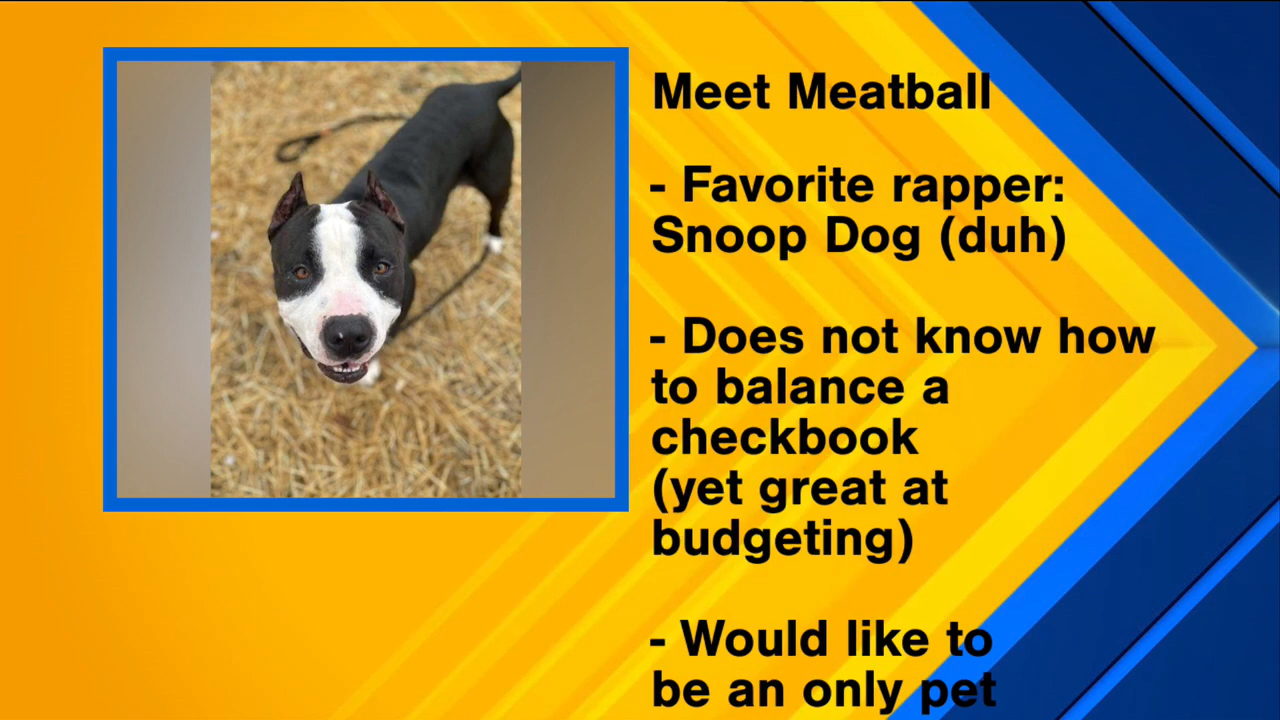 Meet Meatball
- Favorite rapper:
Snoop Dog (duh)
- Does not know how
to balance a
checkbook
(yet great at
budgeting)
- Would like to
be an only pet